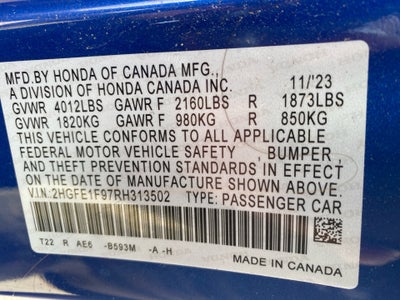 MFD.BY HONDA OF CANADA MFG.,
A DIVISION OF HONDA CANADA INC. 11/'23
GVWR 4012LBS GAWR F 2160LBS R 1873LBS
GVWR 1820KG GAWR F 980KG R 850KG
THIS VEHICLE CONFORMS TO ALL APPLICABLE
FEDERAL MOTOR VEHICLE SAFETY , BUMPER ,
AND THEFT PREVENTION STANDARDS IN EFFECT
ON THE DATE OF MANUFACTURE SHOWN ABOVE.
V.I.N:2HGFE1F97RH313502 TYPE: PASSENGER CAR
T22 R AE6 -B593M -A -H
MADE IN CANADA